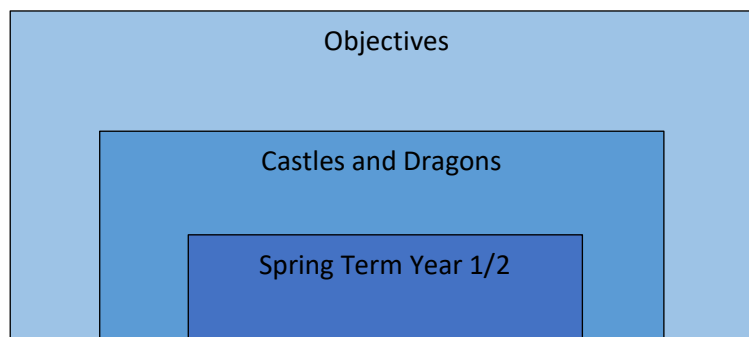 Objectives
Castles and Dragons
Spring Term Year 1/2